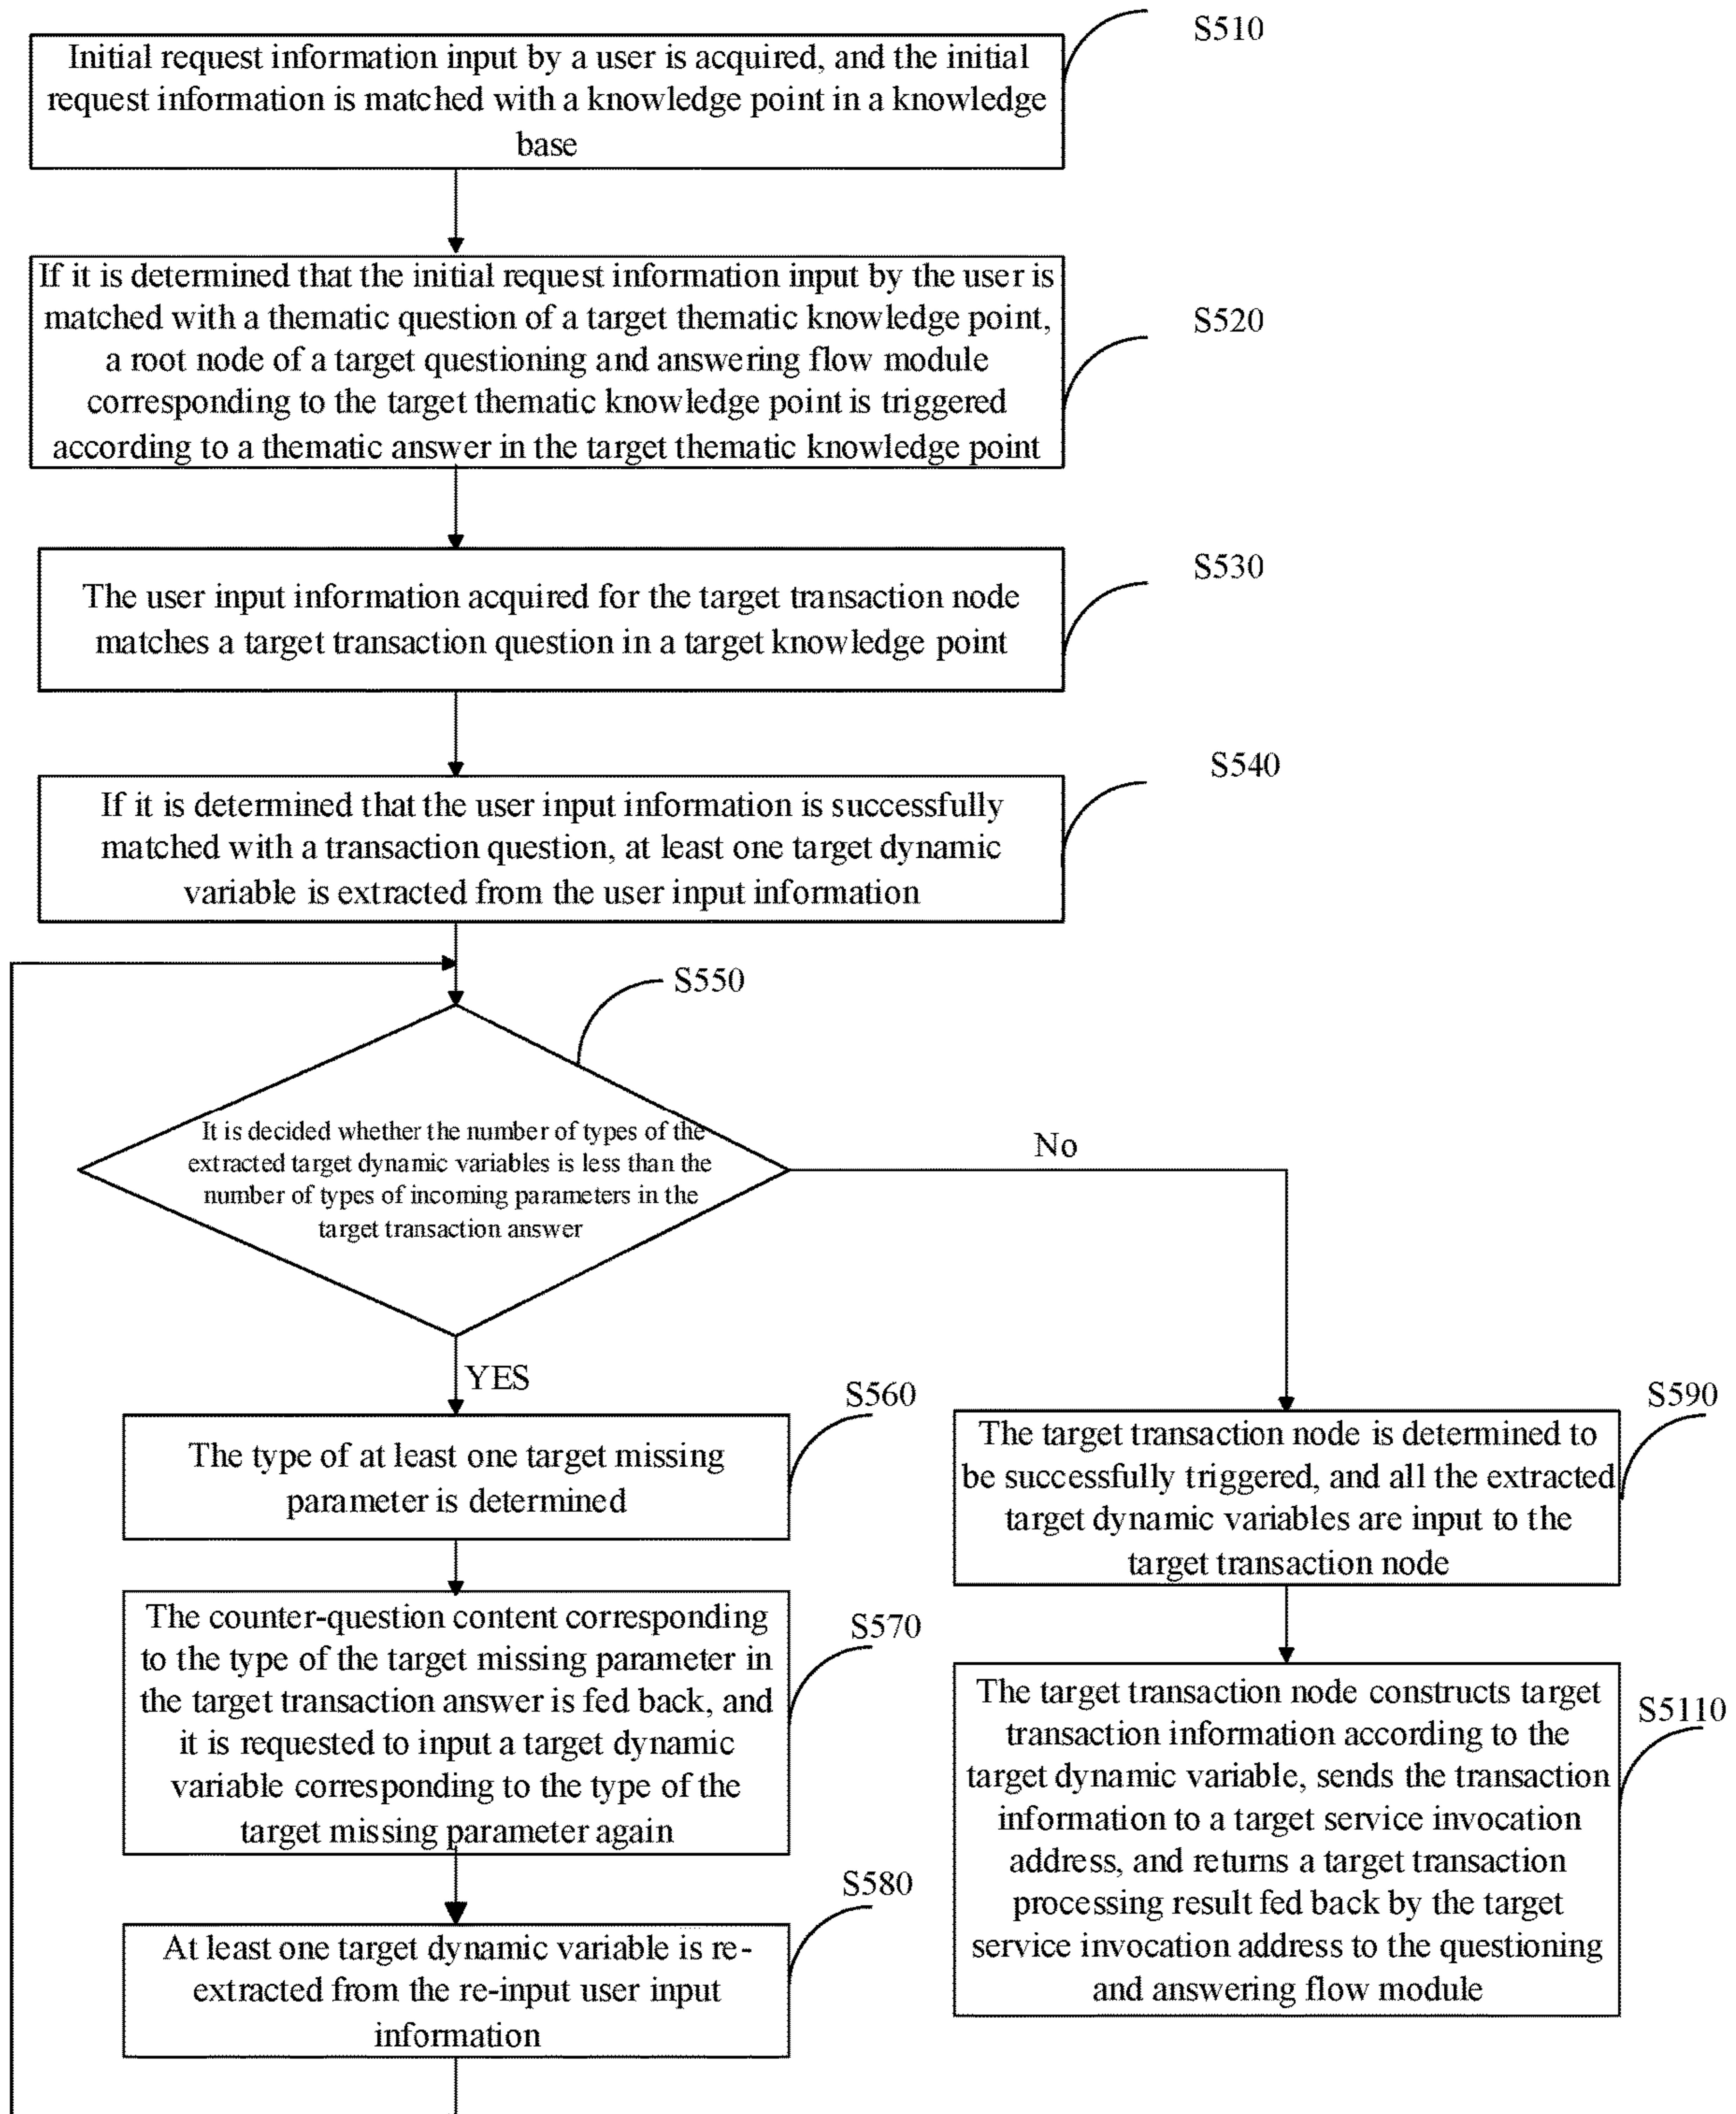 S510
Initial request information input by a user is acquired, and the initial
request information is matched with a knowledge point in a knowledge
base
S520
If it is determined that the initial request information input by the user is
matched with a thematic question of a target thematic knowledge point,
a root node of a target questioning and answering flow module
corresponding to the target thematic knowledge point is triggered
according to a thematic answer in the target thematic knowledge point
S530
The user input information acquired for the target transaction node
matches a target transaction question in a target knowledge point
S540
If it is determined that the user input information is successfully
matched with a transaction question, at least one target dynamic
variable is extracted from the user input information
S550
It is decided whether the number of types of the
extracted target dynamic variables is less than the
number of types of incoming parameters in the
target transaction answer
No
YES
S560
The type of at least one target missing
parameter is determined
S570
The counter-question content corresponding
to the type of the target missing parameter in
the target transaction answer is fed back, and
it is requested to input a target dynamic
variable corresponding to the type of the
target missing parameter again
S580
At least one target dynamic variable is re-
extracted from the re-input user input
information
S590
The target transaction node is determined to
be successfully triggered, and all the extracted
target dynamic variables are input to the
target transaction node
S5110
The target transaction node constructs target
transaction information according to the
target dynamic variable, sends the transaction
information to a target service invocation
address, and returns a target transaction
processing result fed back by the target
service invocation address to the questioning
and answering flow module